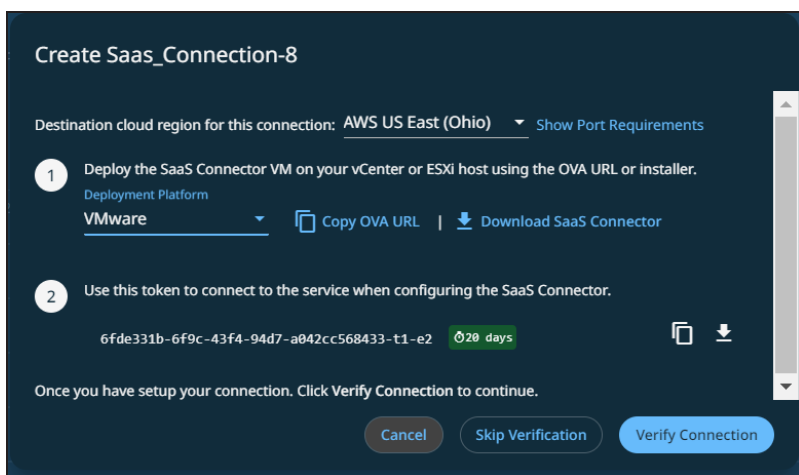 Create Saas_Connection-8
Destination cloud region for this connection: AWS US East (Ohio) Show Port Requirements
1 Deploy the SaaS Connector VM on your vCenter or ESXi host using the OVA URL or installer.
Deployment Platform
VMware Copy OVA URL | Download SaaS Connector
2 Use this token to connect to the service when configuring the SaaS Connector.
6fde331b-6f9c-43f4-94d7-a042cc568433-t1-e2 20 days
Once you have setup your connection. Click Verify Connection to continue.
Cancel Skip Verification Verify Connection